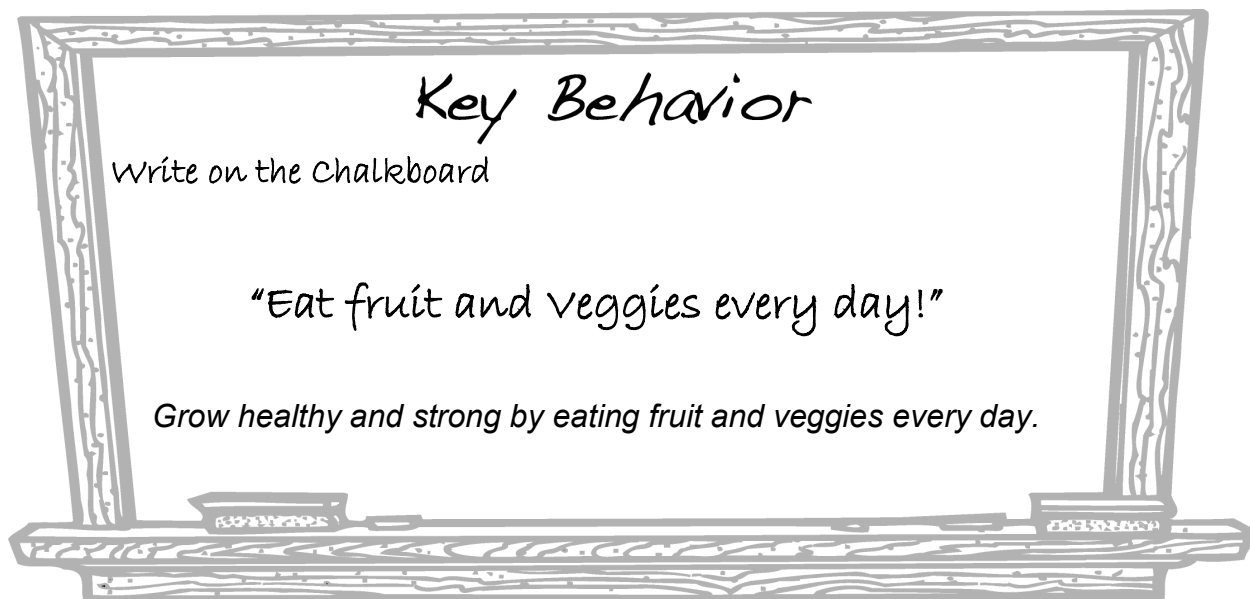 Key Behavior
Write on the Chalkboard
“Eat fruit and Veggies every day!”
Grow healthy and strong by eating fruit and veggies every day.